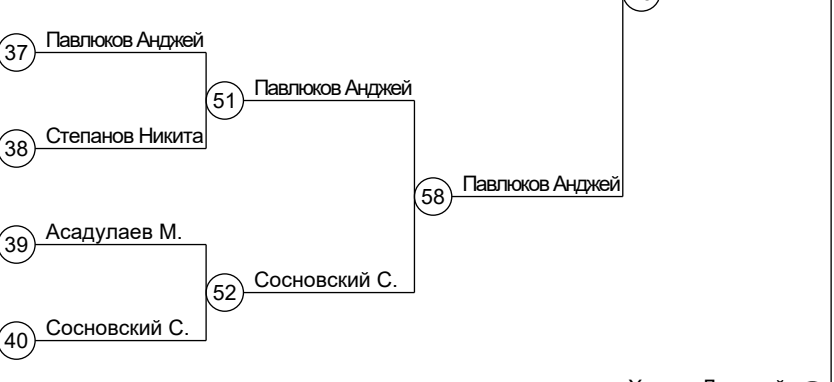 37 Павлюков Анджей
51 Павлюков Анджей
38 Степанов Никита
58 Павлюков Анджей
39 Асадулаев М.
52 Сосновский С.
40 Сосновский С.